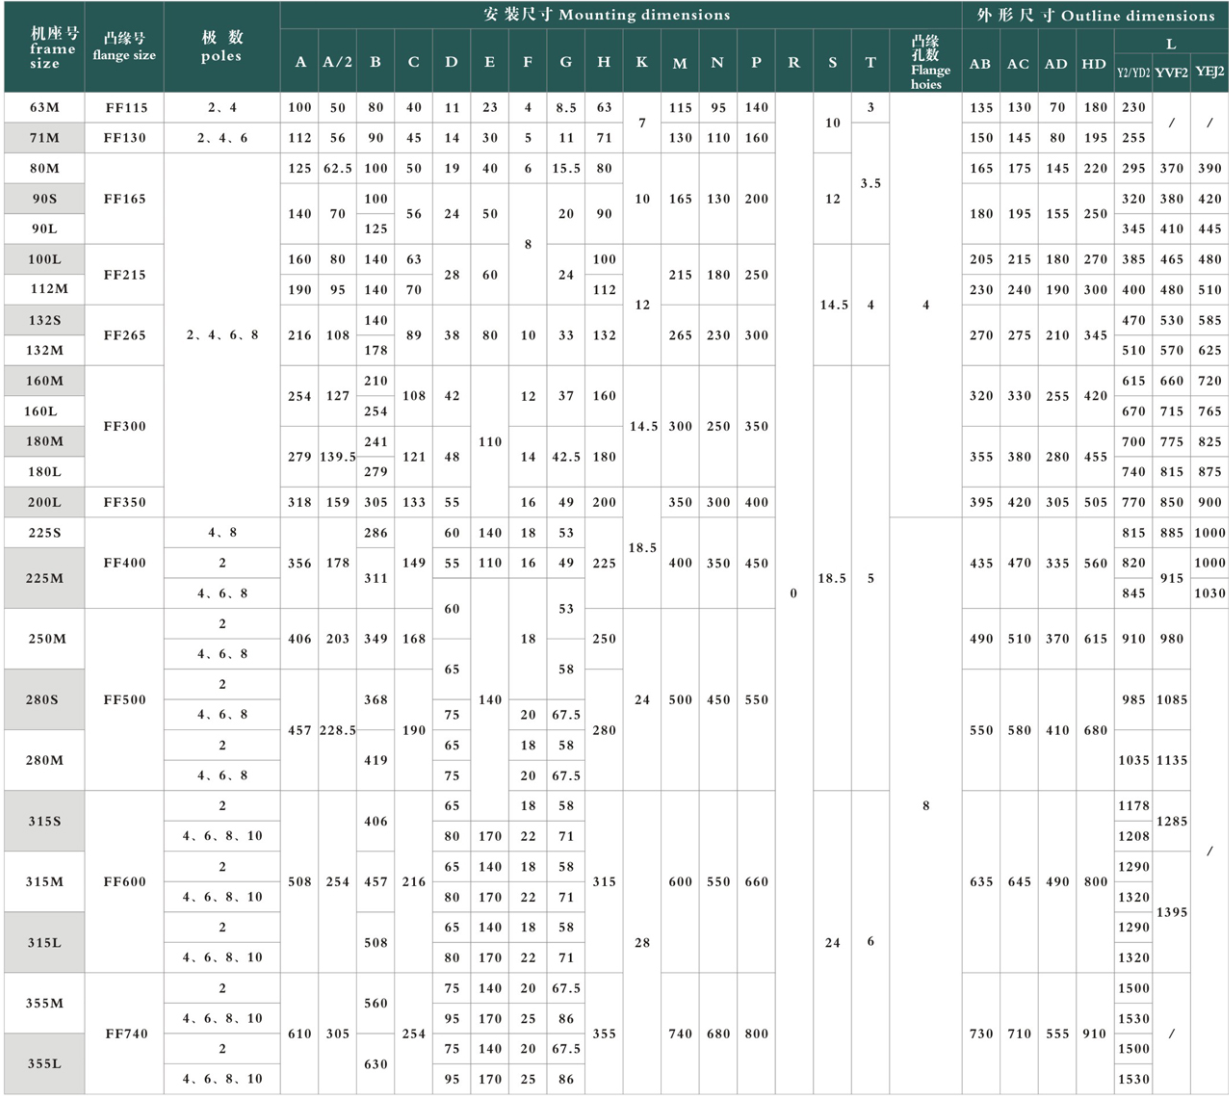 机座号 frame size 凸缘号 flange size 极 数 poles 安 装 尺 寸 Mounting dimensions 外 形 尺 寸 Outline dimensions
A A/2 B C D E F G H K M N P R S T 凸缘孔数 Flange hoies AB AC AD HD L
Y2/YD2 YVF2 YEJ2
63M FF115 2、4 100 50 80 40 11 23 4 8.5 63 115 95 140 3 135 130 70 180 230
7 10 / /
71M FF130 2、4、6 112 56 90 45 14 30 5 11 71 130 110 160 150 145 80 195 255
80M 125 62.5 100 50 19 40 6 15.5 80 165 175 145 220 295 370 390
3.5
90S FF165 100 10 165 130 200 12 320 380 420
140 70 56 24 50 20 90 180 195 155 250
90L 125 345 410 445
8
100L 160 80 140 63 100 205 215 180 270 385 465 480
FF215 28 60 24 215 180 250
112M 190 95 140 70 112 230 240 190 300 400 480 510
12 14.5 4 4
132S 140 470 530 585
FF265 2、4、6、8 216 108 89 38 80 10 33 132 265 230 300 270 275 210 345
132M 178 510 570 625
160M 210 615 660 720
254 127 108 42 12 37 160 320 330 255 420
160L 254 670 715 765
FF300 14.5 300 250 350
180M 241 110 700 775 825
279 139.5 121 48 14 42.5 180 355 380 280 455
180L 279 740 815 875
200L FF350 318 159 305 133 55 16 49 200 350 300 400 395 420 305 505 770 850 900
225S 4、8 286 60 140 18 53 815 885 1000
18.5
FF400 2 356 178 149 55 110 16 49 225 400 350 450 435 470 335 560 820 1000
225M 311 18.5 5 915
4、6、8 0 845 1030
60 53
2
250M 406 203 349 168 18 250 490 510 370 615 910 980
4、6、8
65 58
2
280S FF500 368 140 24 500 450 550 985 1085
4、6、8 75 20 67.5
457 228.5 190 280 550 580 410 680
2 65 18 58
280M 419 1035 1135
4、6、8 75 20 67.5
2 65 18 58 8 1178
315S 406 1285
4、6、8、10 80 170 22 71 1208
/
2 65 140 18 58 1290
315M FF600 508 254 457 216 315 600 550 660 635 645 490 800
4、6、8、10 80 170 22 71 1320
1395
2 65 140 18 58 1290
315L 508 28 24 6
4、6、8、10 80 170 22 71 1320
2 75 140 20 67.5 1500
355M 560
4、6、8、10 95 170 25 86 1530
FF740 610 305 254 355 740 680 800 730 710 555 910 /
2 75 140 20 67.5 1500
355L 630
4、6、8、10 95 170 25 86 1530